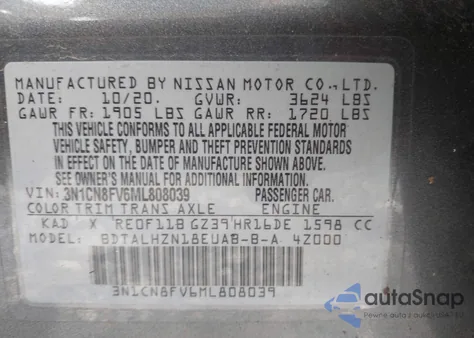 MANUFACTURED BY NISSAN MOTOR CO., LTD.
DATE: 10/20. GVWR: 3624 LBS
GAWR FR: 1905 LBS GAWR RR: 1720 LBS
THIS VEHICLE CONFORMS TO ALL APPLICABLE FEDERAL MOTOR
VEHICLE SAFETY, BUMPER AND THEFT PREVENTION STANDARDS
IN EFFECT ON THE DATE OF MANUFACTURE SHOWN ABOVE.
SEE OWNER'S MANUAL FOR ADDITIONAL INFORMATION
VIN: 3N1CN8FV6ML808039 PASSENGER CAR.
COLOR TRIM TRANS AXLE ENGINE
KAD X RE0F11B GZ39 HR16DE 1598 CC
MODEL: BDTALHZN18EUAB-B-A 4Z000
3N1CN8FV6ML808039
autoSnap
Pewne auto z